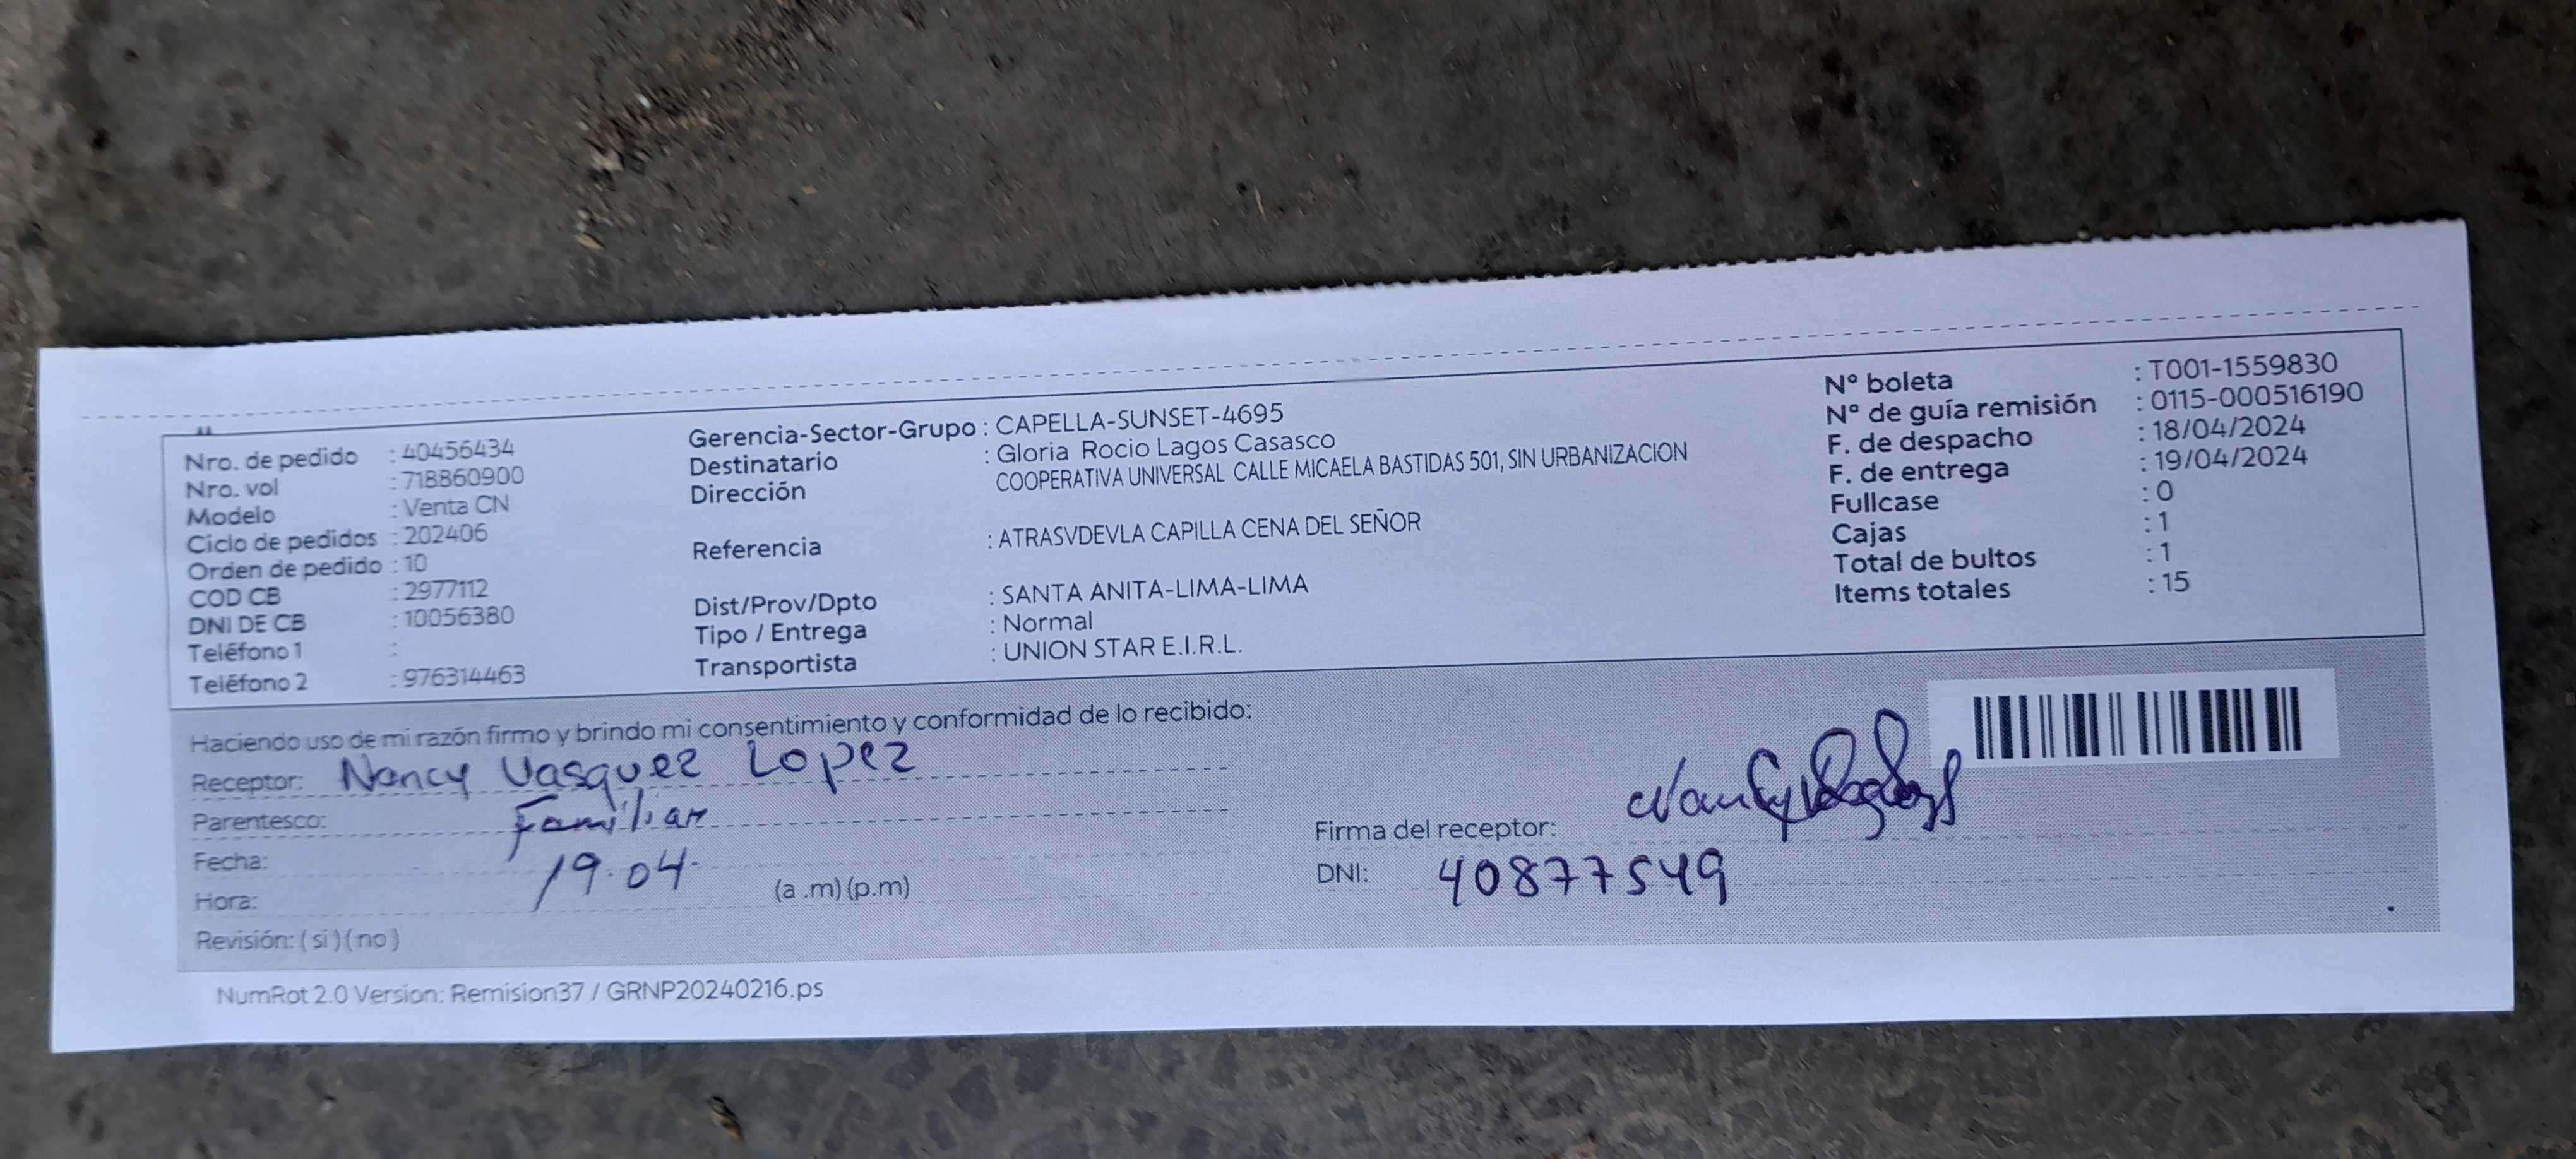 Nro. de pedido : 40456434
Nro. vol : 718860900
Modelo : Venta CN
Ciclo de pedidos : 202406
Orden de pedido : 10
COD CB : 2977112
DNI DE CB : 10056380
Teléfono 1 :
Teléfono 2 : 976314463
Gerencia-Sector-Grupo : CAPELLA-SUNSET-4695
Destinatario : Gloria Rocio Lagos Casasco
Dirección COOPERATIVA UNIVERSAL CALLE MICAELA BASTIDAS 501, SIN URBANIZACION
Referencia : ATRASVDEVLA CAPILLA CENA DEL SEÑOR
Dist/Prov/Dpto : SANTA ANITA-LIMA-LIMA
Tipo / Entrega : Normal
Transportista : UNION STAR E.I.R.L.
N° boleta : T001-1559830
N° de guía remisión : 0115-000516190
F. de despacho : 18/04/2024
F. de entrega : 19/04/2024
Fullcase : 0
Cajas : 1
Total de bultos : 1
Items totales : 15
Haciendo uso de mi razón firmo y brindo mi consentimiento y conformidad de lo recibido:
Receptor: Nancy Vasquez Lopez
Parentesco: Familiar
Fecha: 19.04.
Hora: (a .m) (p.m)
Revisión: ( si ) ( no )
Firma del receptor:
DNI: 40877549
NumRot 2.0 Version: Remision37 / GRNP20240216.ps